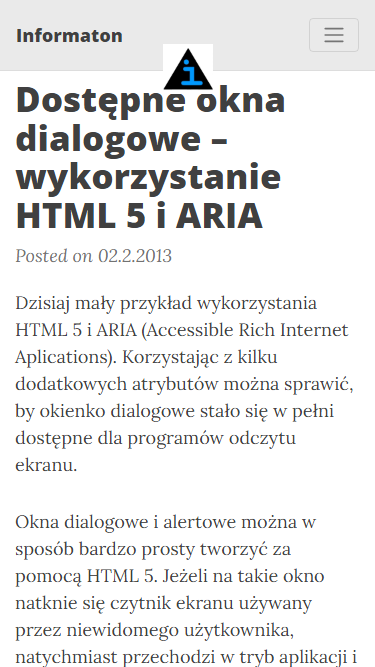 Informaton
Dostępne okna
dialogowe –
wykorzystanie
HTML 5 i ARIA
Posted on 02.2.2013
Dzisiaj mały przykład wykorzystania
HTML 5 i ARIA (Accessible Rich Internet
Aplications). Korzystając z kilku
dodatkowych atrybutów można sprawić,
by okienko dialogowe stało się w pełni
dostępne dla programów odczytu
ekranu.
Okna dialogowe i alertowe można w
sposób bardzo prosty tworzyć za
pomocą HTML 5. Jeżeli na takie okno
natknie się czytnik ekranu używany
przez niewidomego użytkownika,
natychmiast przechodzi w tryb aplikacji i